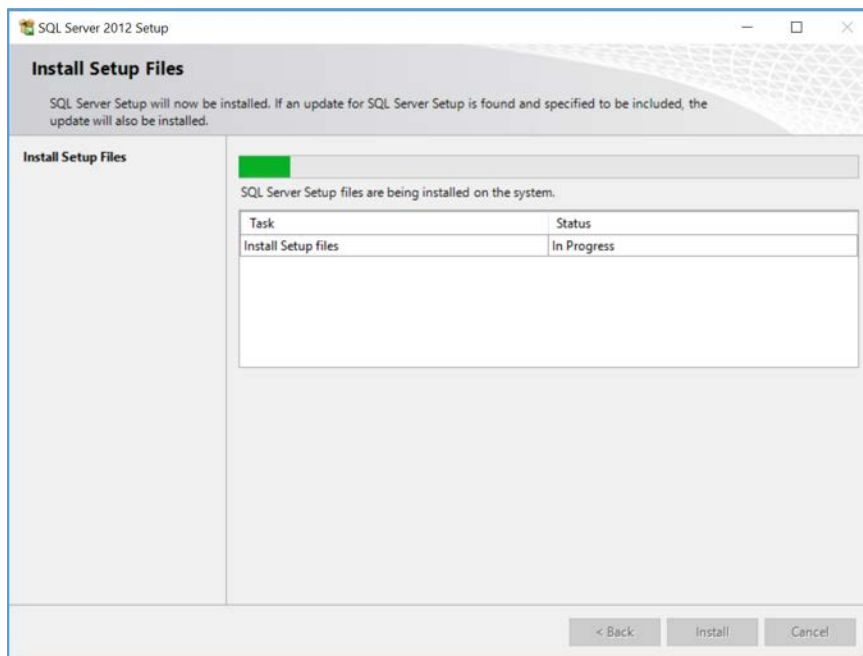 SQL Server 2012 Setup
Install Setup Files
SQL Server Setup will now be installed. If an update for SQL Server Setup is found and specified to be included, the
update will also be installed.
Install Setup Files
SQL Server Setup files are being installed on the system.
Task Status
Install Setup files In Progress
< Back Install Cancel